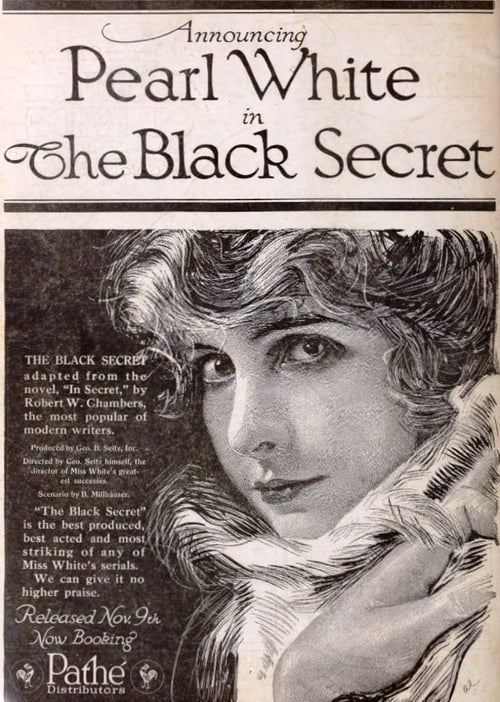 Announcing
Pearl White
in
The Black Secret
THE BLACK SECRET
adapted from the
novel, "In Secret," by
Robert W. Chambers,
the most popular of
modern writers.
Produced by Geo. B. Seitz, Inc.
Directed by Geo. Seitz himself, the
director of Miss White's great-
est successes.
Scenario by B. Millhauser.
"The Black Secret"
is the best produced,
best acted and most
striking of any of
Miss White's serials.
We can give it no
higher praise.
Released Nov. 9th
Now Booking
Pathé
Distributors